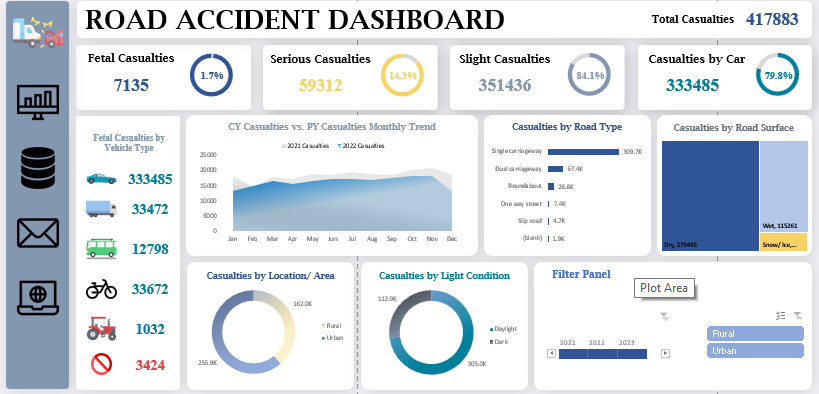 ROAD ACCIDENT DASHBOARD
Total Casualties 417883
Fetal Casualties
7135
1.7%
Serious Casualties
59312
14.2%
Slight Casualties
351436
84.1%
Casualties by Car
333485
79.8%
Fetal Casualties by
Vehicle Type
333485
33472
12798
33672
1032
3424
CY Casualties vs. PY Casualties Monthly Trend
2021 Casualties 2022 Casualties
25000
20000
15000
10000
5000
0
Jan Feb Mar Apr May Jun Jul Aug Sep Oct Nov Dec
Casualties by Road Type
Single carriageway 309.7K
Dual carriageway 67.4K
Roundabout 26.8K
One way street 7.4K
Slip road 4.7K
(blank) 1.9K
Casualties by Road Surface
Dry, 279445
Wet, 115261
Snow/ Ice,...
Casualties by Location/ Area
162.0K
255.9K
Rural
Urban
Casualties by Light Condition
112.9K
305.0K
Daylight
Dark
Filter Panel
Plot Area
2021 2022 2023
Rural
Urban